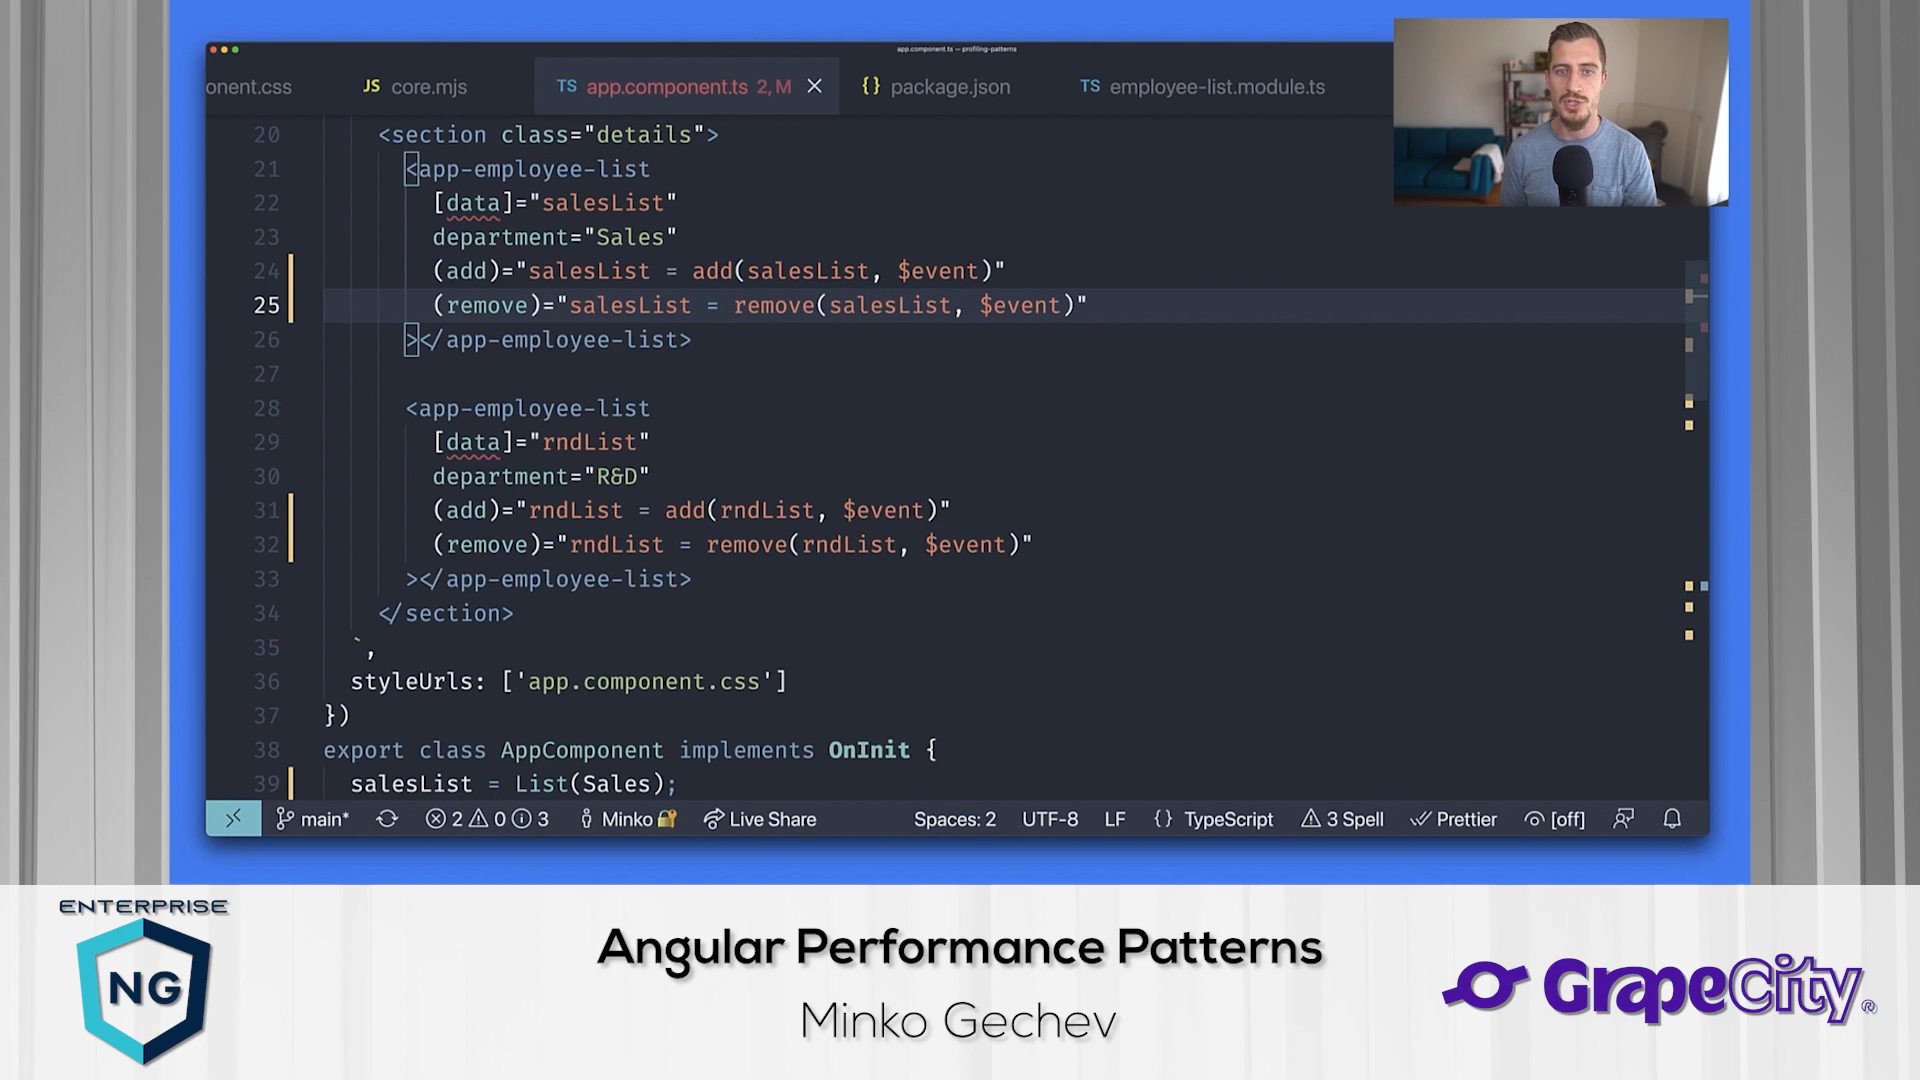 app.component.ts — profiling-patterns
onent.css
JS core.mjs
TS app.component.ts 2, M
{} package.json
TS employee-list.module.ts
20 <section class="details">
21 <app-employee-list
22 [data]="salesList"
23 department="Sales"
24 (add)="salesList = add(salesList, $event)"
25 (remove)="salesList = remove(salesList, $event)"
26 ></app-employee-list>
27
28 <app-employee-list
29 [data]="rndList"
30 department="R&D"
31 (add)="rndList = add(rndList, $event)"
32 (remove)="rndList = remove(rndList, $event)"
33 ></app-employee-list>
34 </section>
35 `,
36 styleUrls: ['app.component.css']
37 })
38 export class AppComponent implements OnInit {
39 salesList = List(Sales);
main* 2 0 3 Minko Live Share Spaces: 2 UTF-8 LF {} TypeScript 3 Spell Prettier [off]
ENTERPRISE
NG
Angular Performance Patterns
Minko Gechev
GrapeCity®